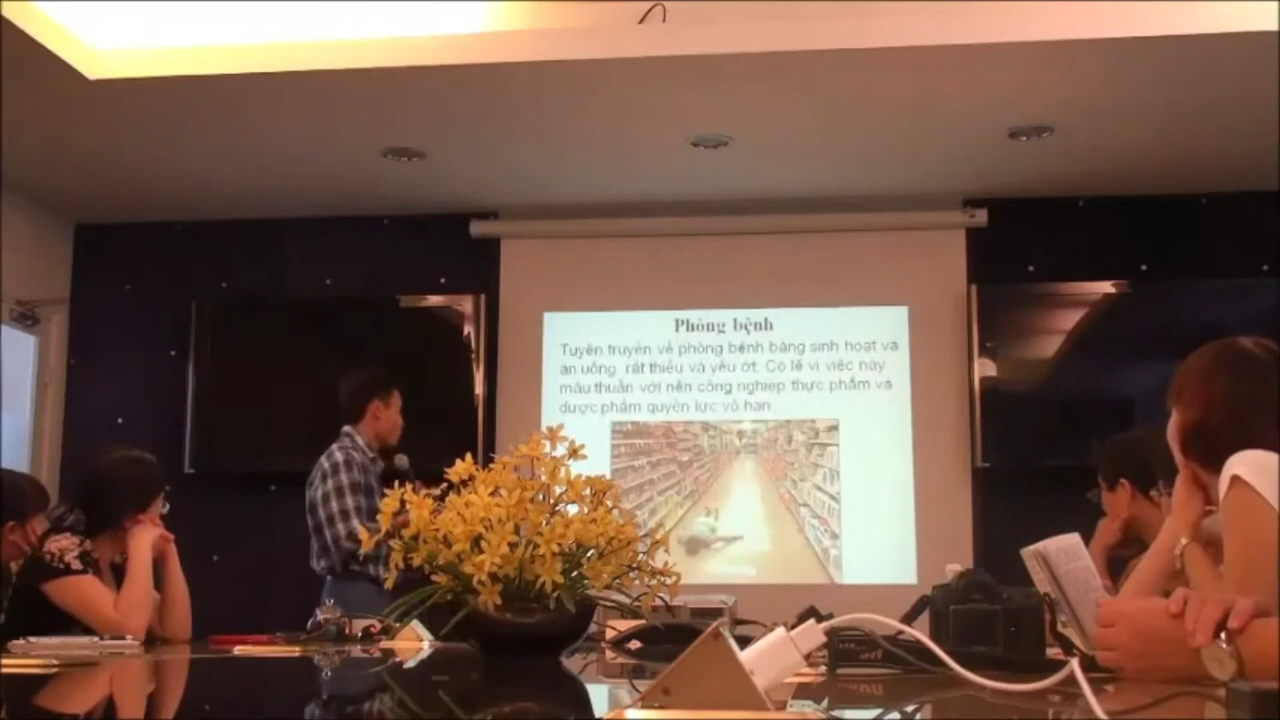 Phòng bệnh
Tuyên truyền về phòng bệnh bằng sinh hoạt và
ăn uống rất thiếu và yếu ớt. Có lẽ vì việc này
mâu thuẫn với nền công nghiệp thực phẩm và
dược phẩm quyền lực vô hạn